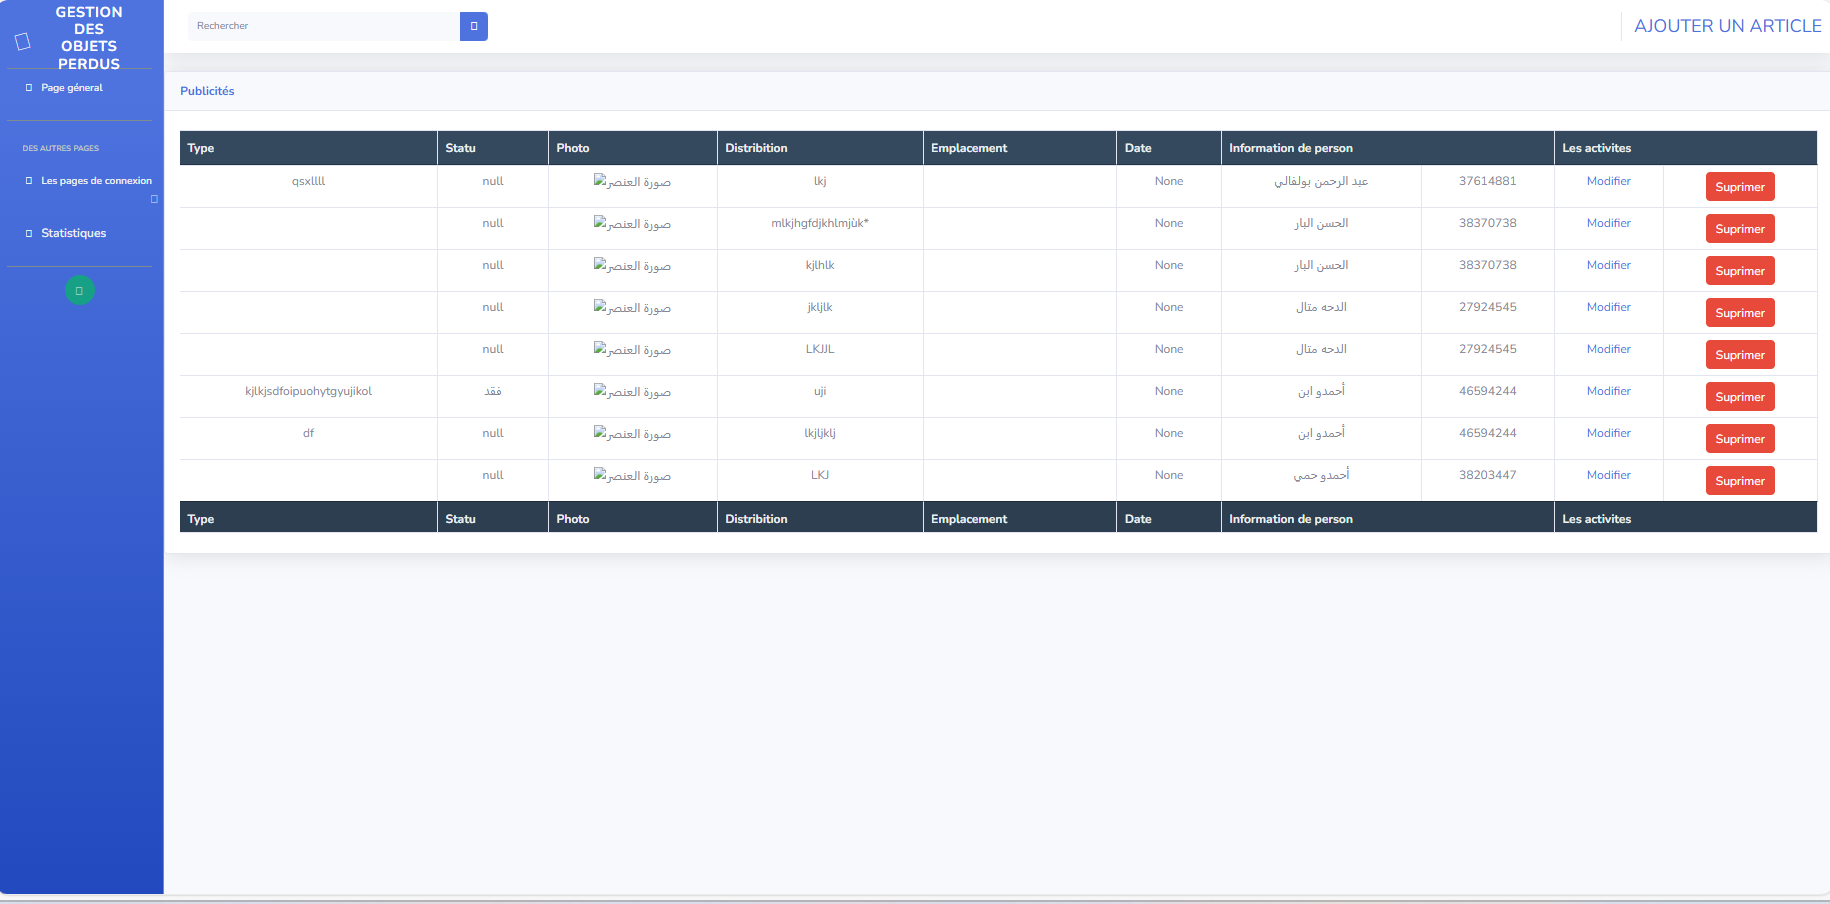 GESTION
DES
OBJETS
PERDUS
Page géneral
DES AUTRES PAGES
Les pages de connexion
Statistiques
Rechercher
AJOUTER UN ARTICLE
Publicités
Type Statu Photo Distribition Emplacement Date Information de person Les activites
qsxllll null صورة العنصر lkj None عبد الرحمن بولفالي 37614881 Modifier Suprimer
null صورة العنصر mlkjhgfdjkhlmjùk* None الحسن البار 38370738 Modifier Suprimer
null صورة العنصر kjlhlk None الحسن البار 38370738 Modifier Suprimer
null صورة العنصر jkljlk None الدحه متال 27924545 Modifier Suprimer
null صورة العنصر LKJJL None الدحه متال 27924545 Modifier Suprimer
kjlkjsdfoipuohytgyujikol فقد صورة العنصر uji None أحمدو ابن 46594244 Modifier Suprimer
df null صورة العنصر lkjljklj None أحمدو ابن 46594244 Modifier Suprimer
null صورة العنصر LKJ None أحمدو حمي 38203447 Modifier Suprimer
Type Statu Photo Distribition Emplacement Date Information de person Les activites